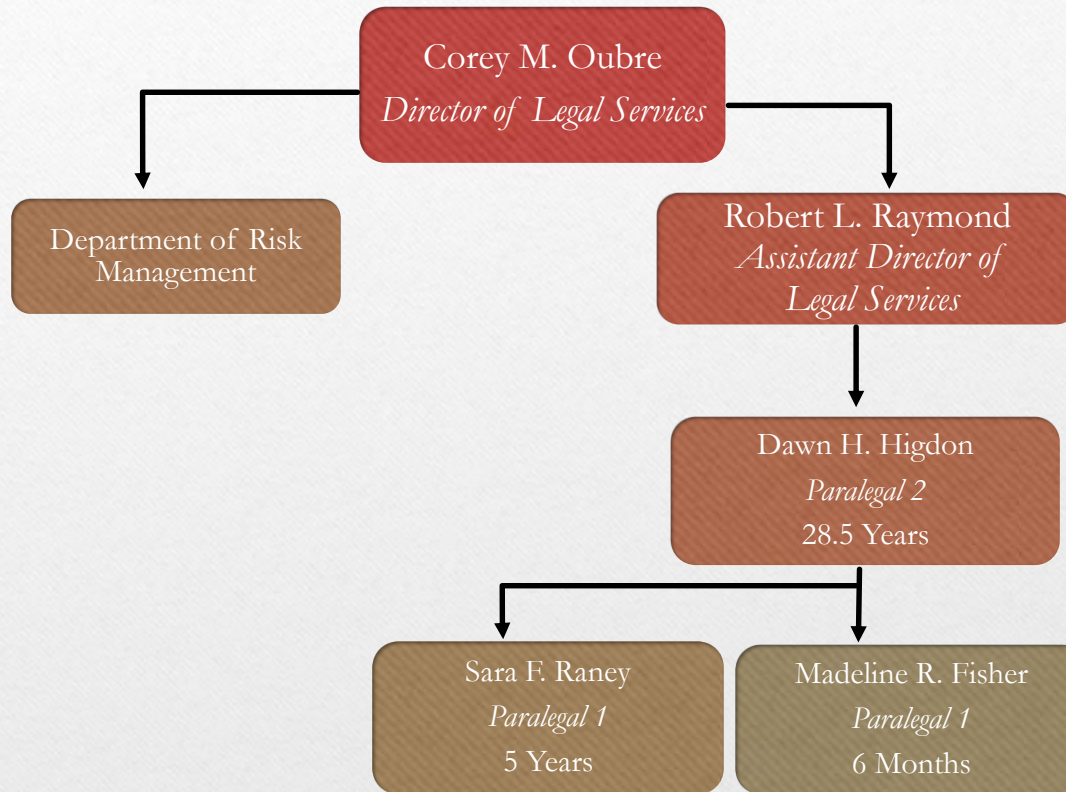 Corey M. Oubre
Director of Legal Services
Department of Risk
Management
Robert L. Raymond
Assistant Director of
Legal Services
Dawn H. Higdon
Paralegal 2
28.5 Years
Sara F. Raney
Paralegal 1
5 Years
Madeline R. Fisher
Paralegal 1
6 Months